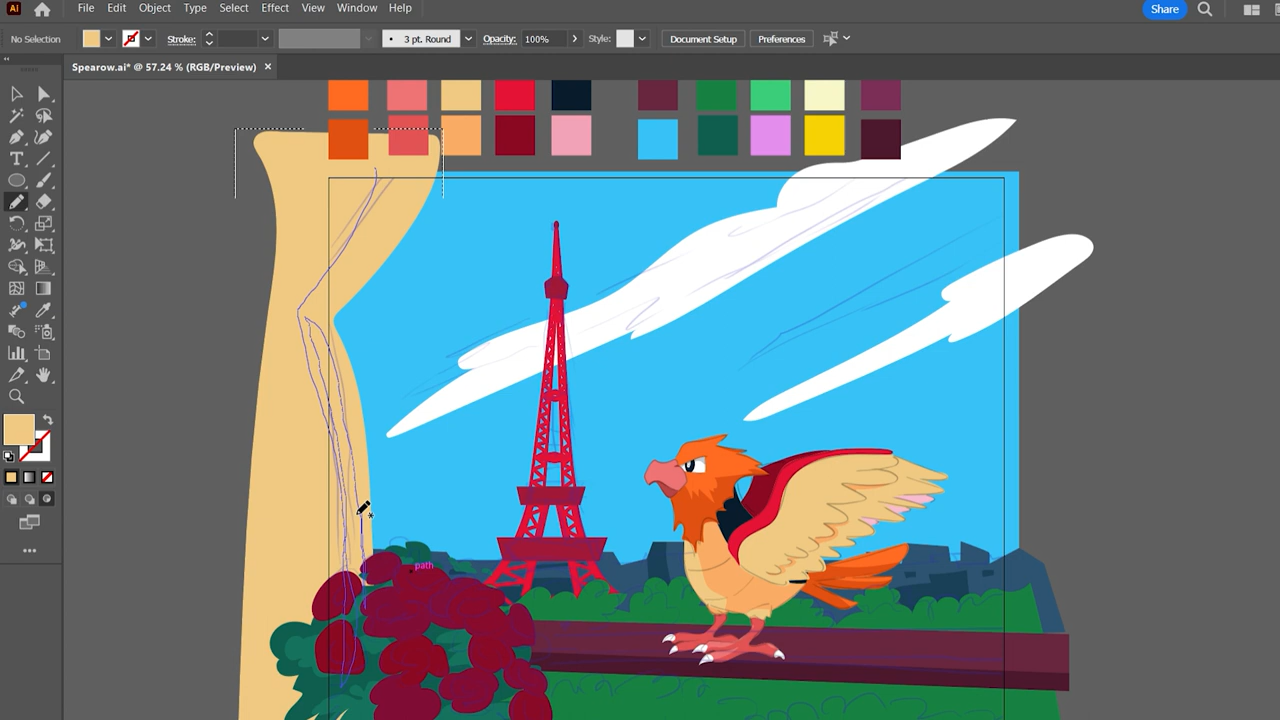 Ai File Edit Object Type Select Effect View Window Help Share
No Selection Stroke: 3 pt. Round Opacity: 100% Style: Document Setup Preferences
Spearow.ai* @ 57.24 % (RGB/Preview) ×
path